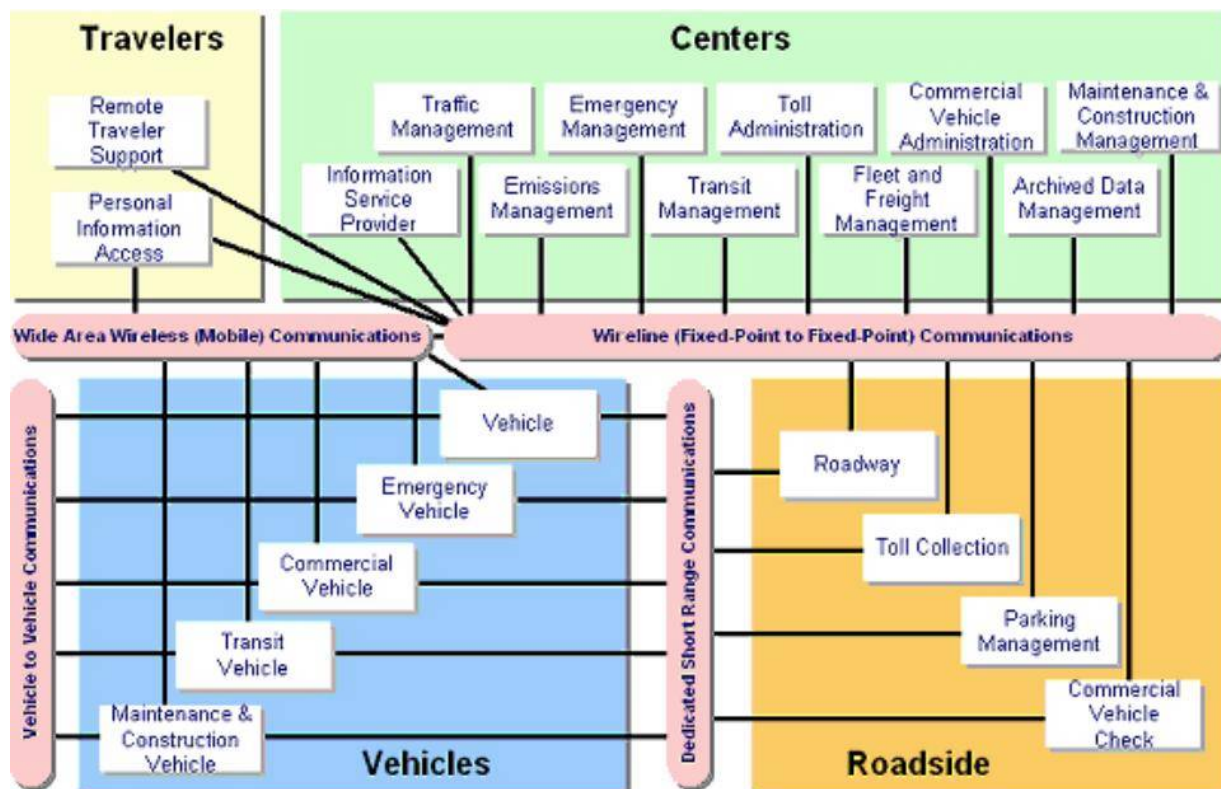 Travelers
Centers
Remote
Traveler
Support
Personal
Information
Access
Traffic
Management
Emergency
Management
Toll
Administration
Commercial
Vehicle
Administration
Maintenance &
Construction
Management
Information
Service
Provider
Emissions
Management
Transit
Management
Fleet and
Freight
Management
Archived Data
Management
Wide Area Wireless (Mobile) Communications
Wireline (Fixed-Point to Fixed-Point) Communications
Vehicle to Vehicle Communications
Vehicle
Emergency
Vehicle
Commercial
Vehicle
Transit
Vehicle
Maintenance &
Construction
Vehicle
Vehicles
Dedicated Short Range Communications
Roadway
Toll Collection
Parking
Management
Commercial
Vehicle
Check
Roadside